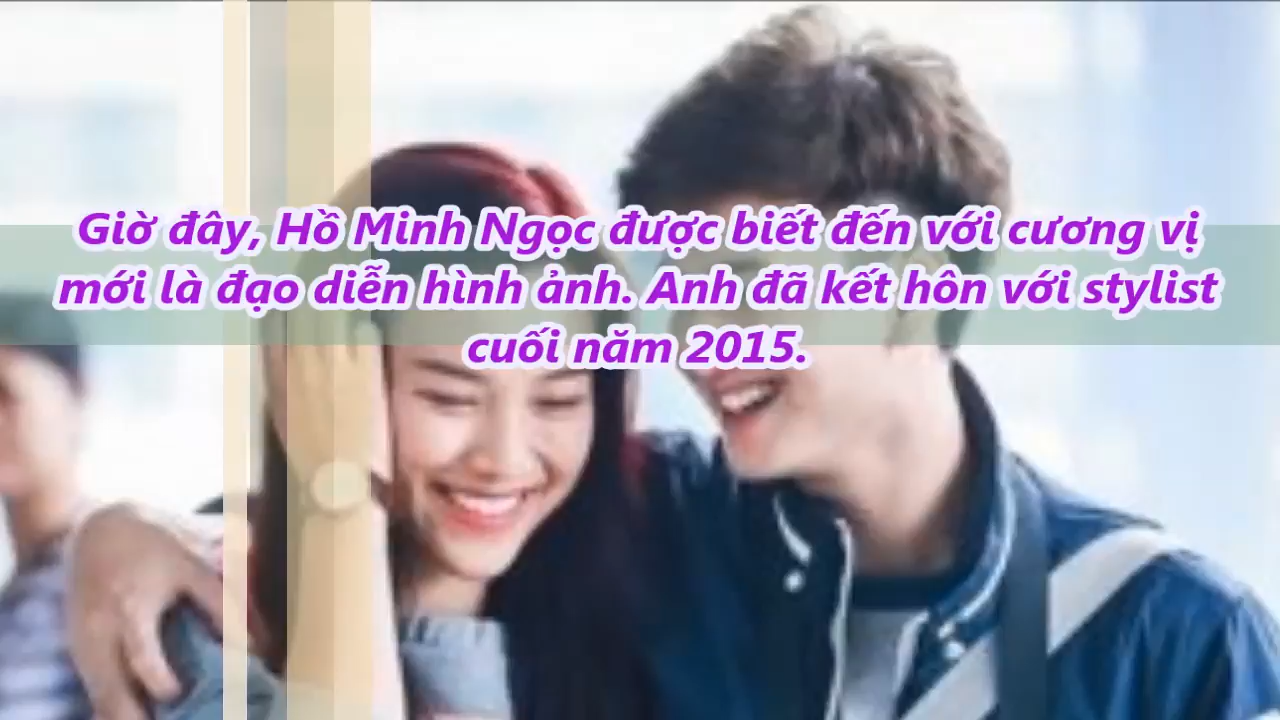 Giờ đây, Hồ Minh Ngọc được biết đến với cương vị
mới là đạo diễn hình ảnh. Anh đã kết hôn với stylist
cuối năm 2015.